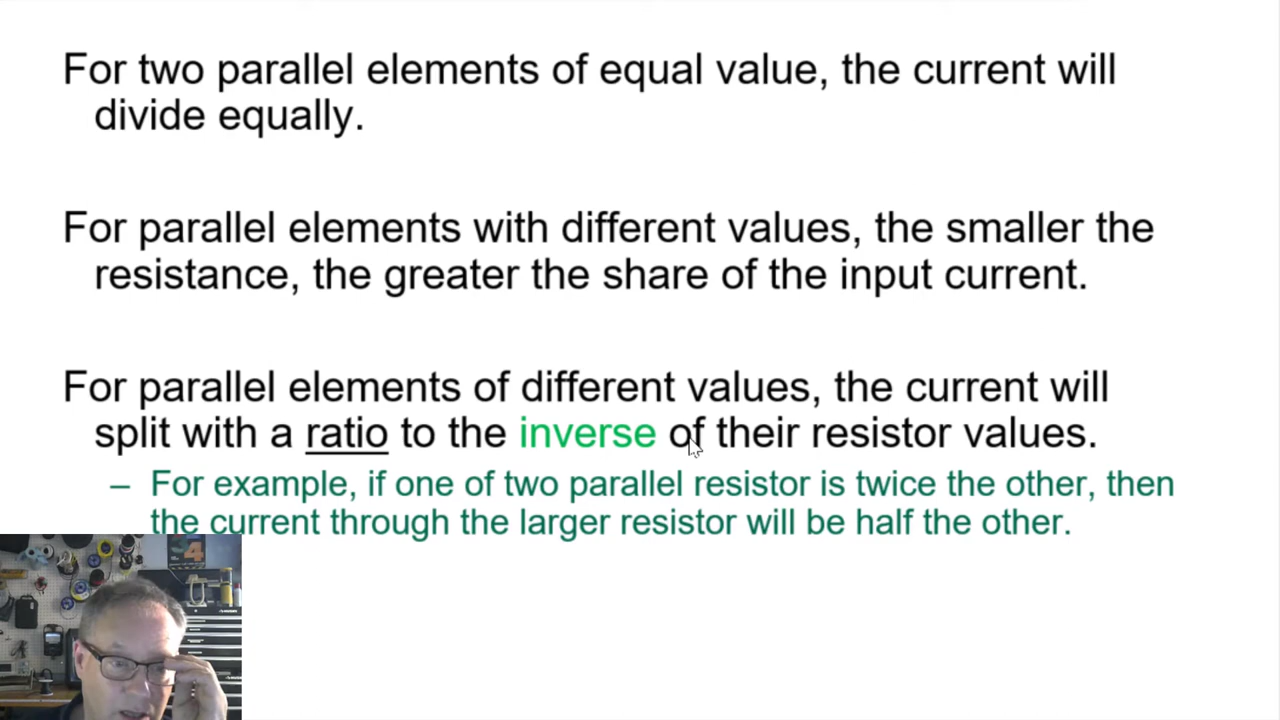 For two parallel elements of equal value, the current will
divide equally.
For parallel elements with different values, the smaller the
resistance, the greater the share of the input current.
For parallel elements of different values, the current will
split with a ratio to the inverse of their resistor values.
– For example, if one of two parallel resistor is twice the other, then
the current through the larger resistor will be half the other.
4